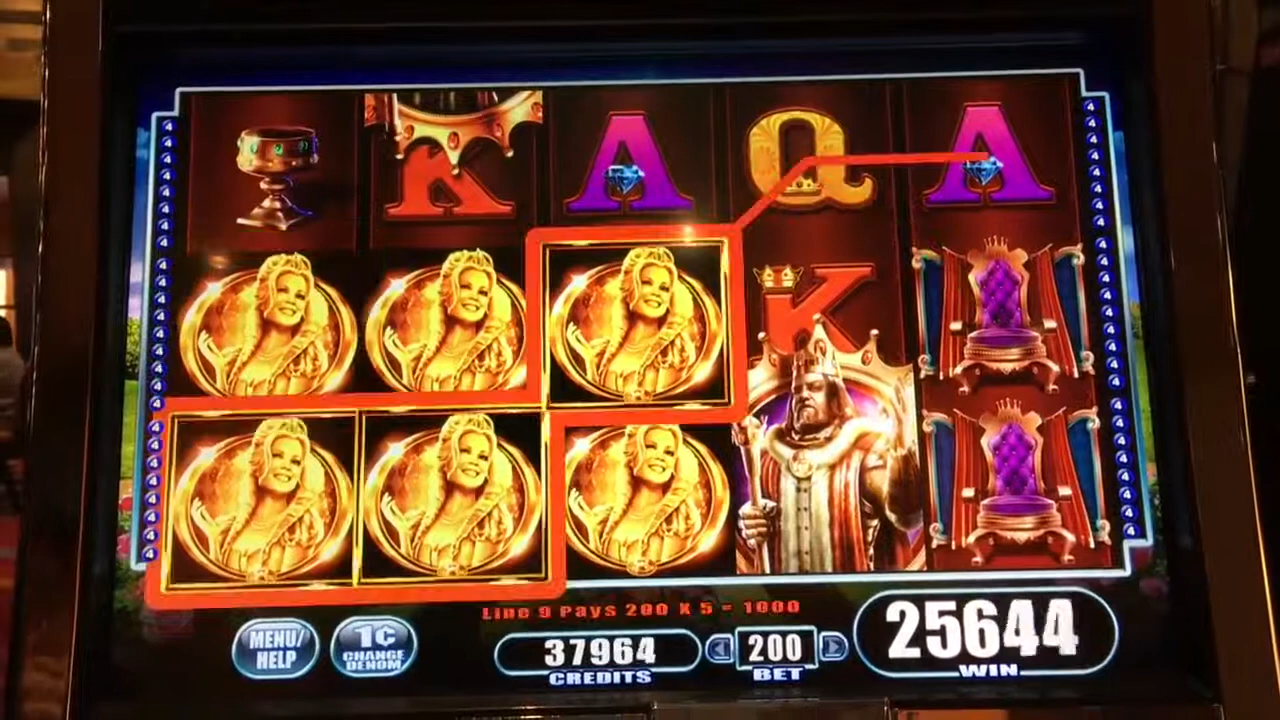 K A Q A
K
Line 9 Pays 200 X 5 = 1000
MENU/
HELP
1¢
CHANGE
DENOM
37964
CREDITS
200
BET
25644
WIN